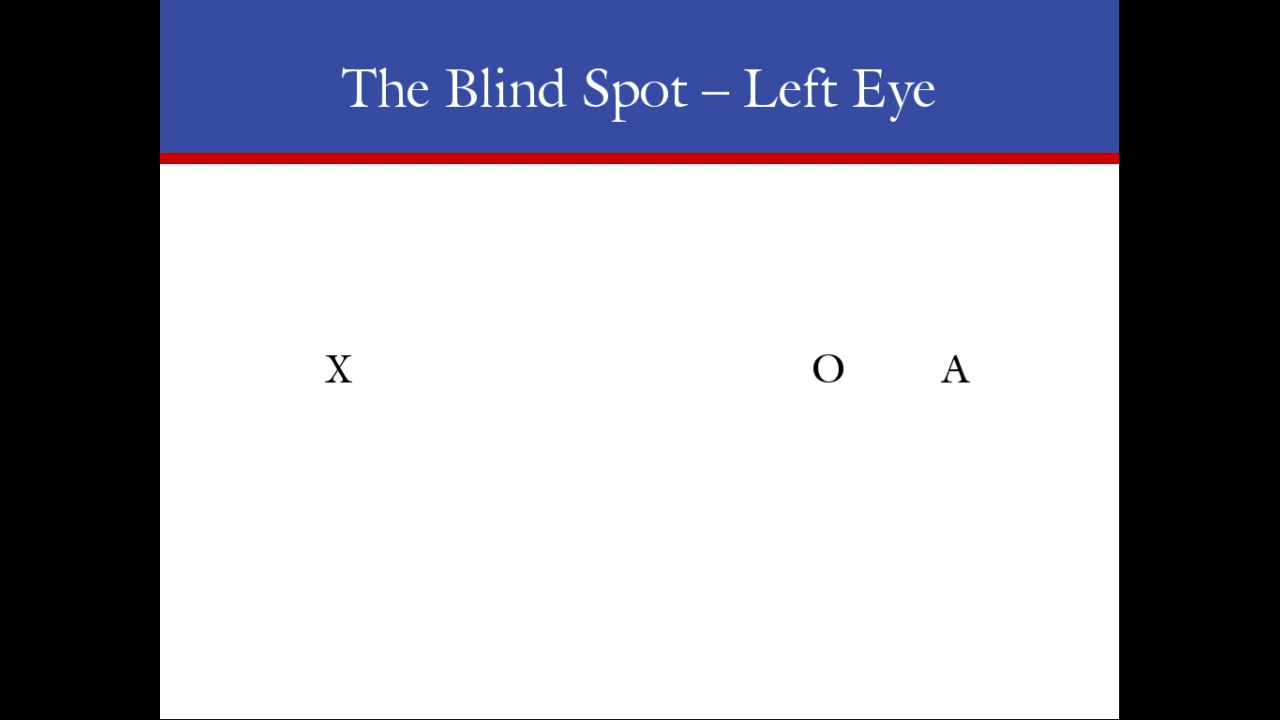 The Blind Spot – Left Eye
X O A